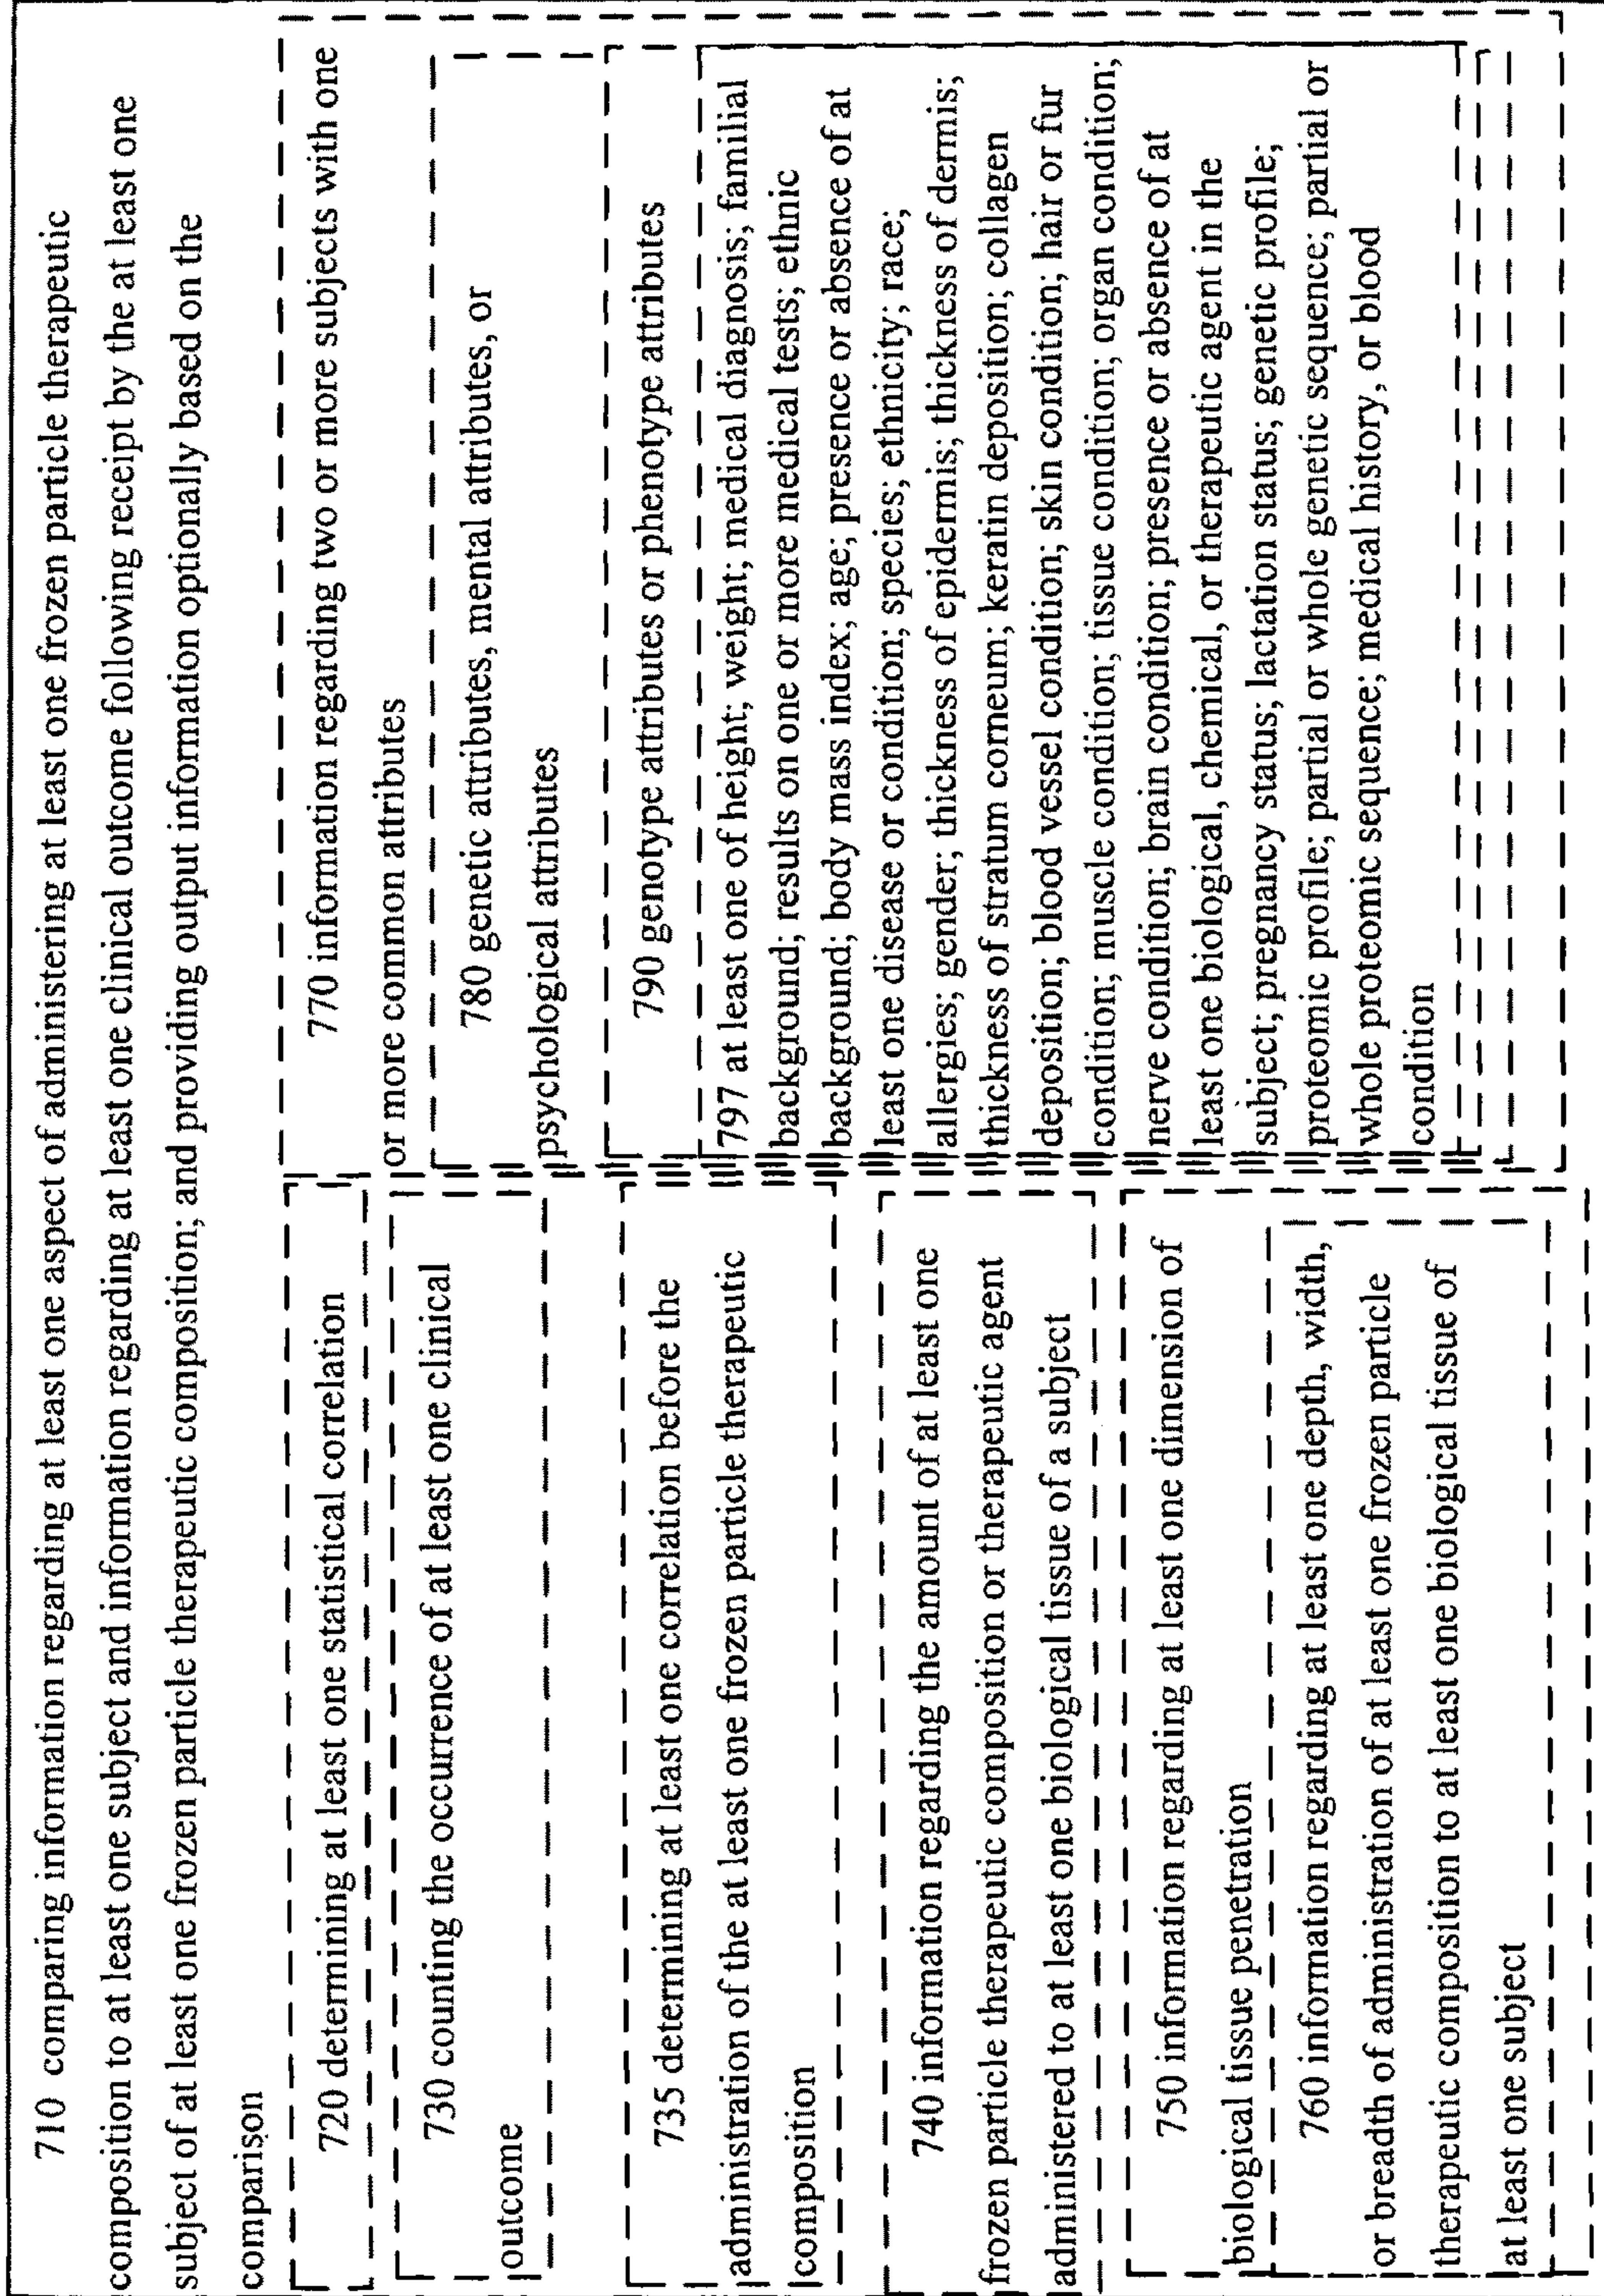 710 comparing information regarding at least one aspect of administering at least one frozen particle therapeutic
composition to at least one subject and information regarding at least one clinical outcome following receipt by the at least one
subject of at least one frozen particle therapeutic composition; and providing output information optionally based on the
comparison
720 determining at least one statistical correlation
730 counting the occurrence of at least one clinical
outcome
735 determining at least one correlation before the
administration of the at least one frozen particle therapeutic
composition
740 information regarding the amount of at least one
frozen particle therapeutic composition or therapeutic agent
administered to at least one biological tissue of a subject
750 information regarding at least one dimension of
biological tissue penetration
760 information regarding at least one depth, width,
or breadth of administration of at least one frozen particle
therapeutic composition to at least one biological tissue of
at least one subject
770 information regarding two or more subjects with one
or more common attributes
780 genetic attributes, mental attributes, or
psychological attributes
790 genotype attributes or phenotype attributes
797 at least one of height; weight; medical diagnosis; familial
background; results on one or more medical tests; ethnic
background; body mass index; age; presence or absence of at
least one disease or condition; species; ethnicity; race;
allergies; gender; thickness of epidermis; thickness of dermis;
thickness of stratum corneum; keratin deposition; collagen
deposition; blood vessel condition; skin condition; hair or fur
condition; muscle condition; tissue condition; organ condition;
nerve condition; brain condition; presence or absence of at
least one biological, chemical, or therapeutic agent in the
subject; pregnancy status; lactation status; genetic profile;
proteomic profile; partial or whole genetic sequence; partial or
whole proteomic sequence; medical history, or blood
condition